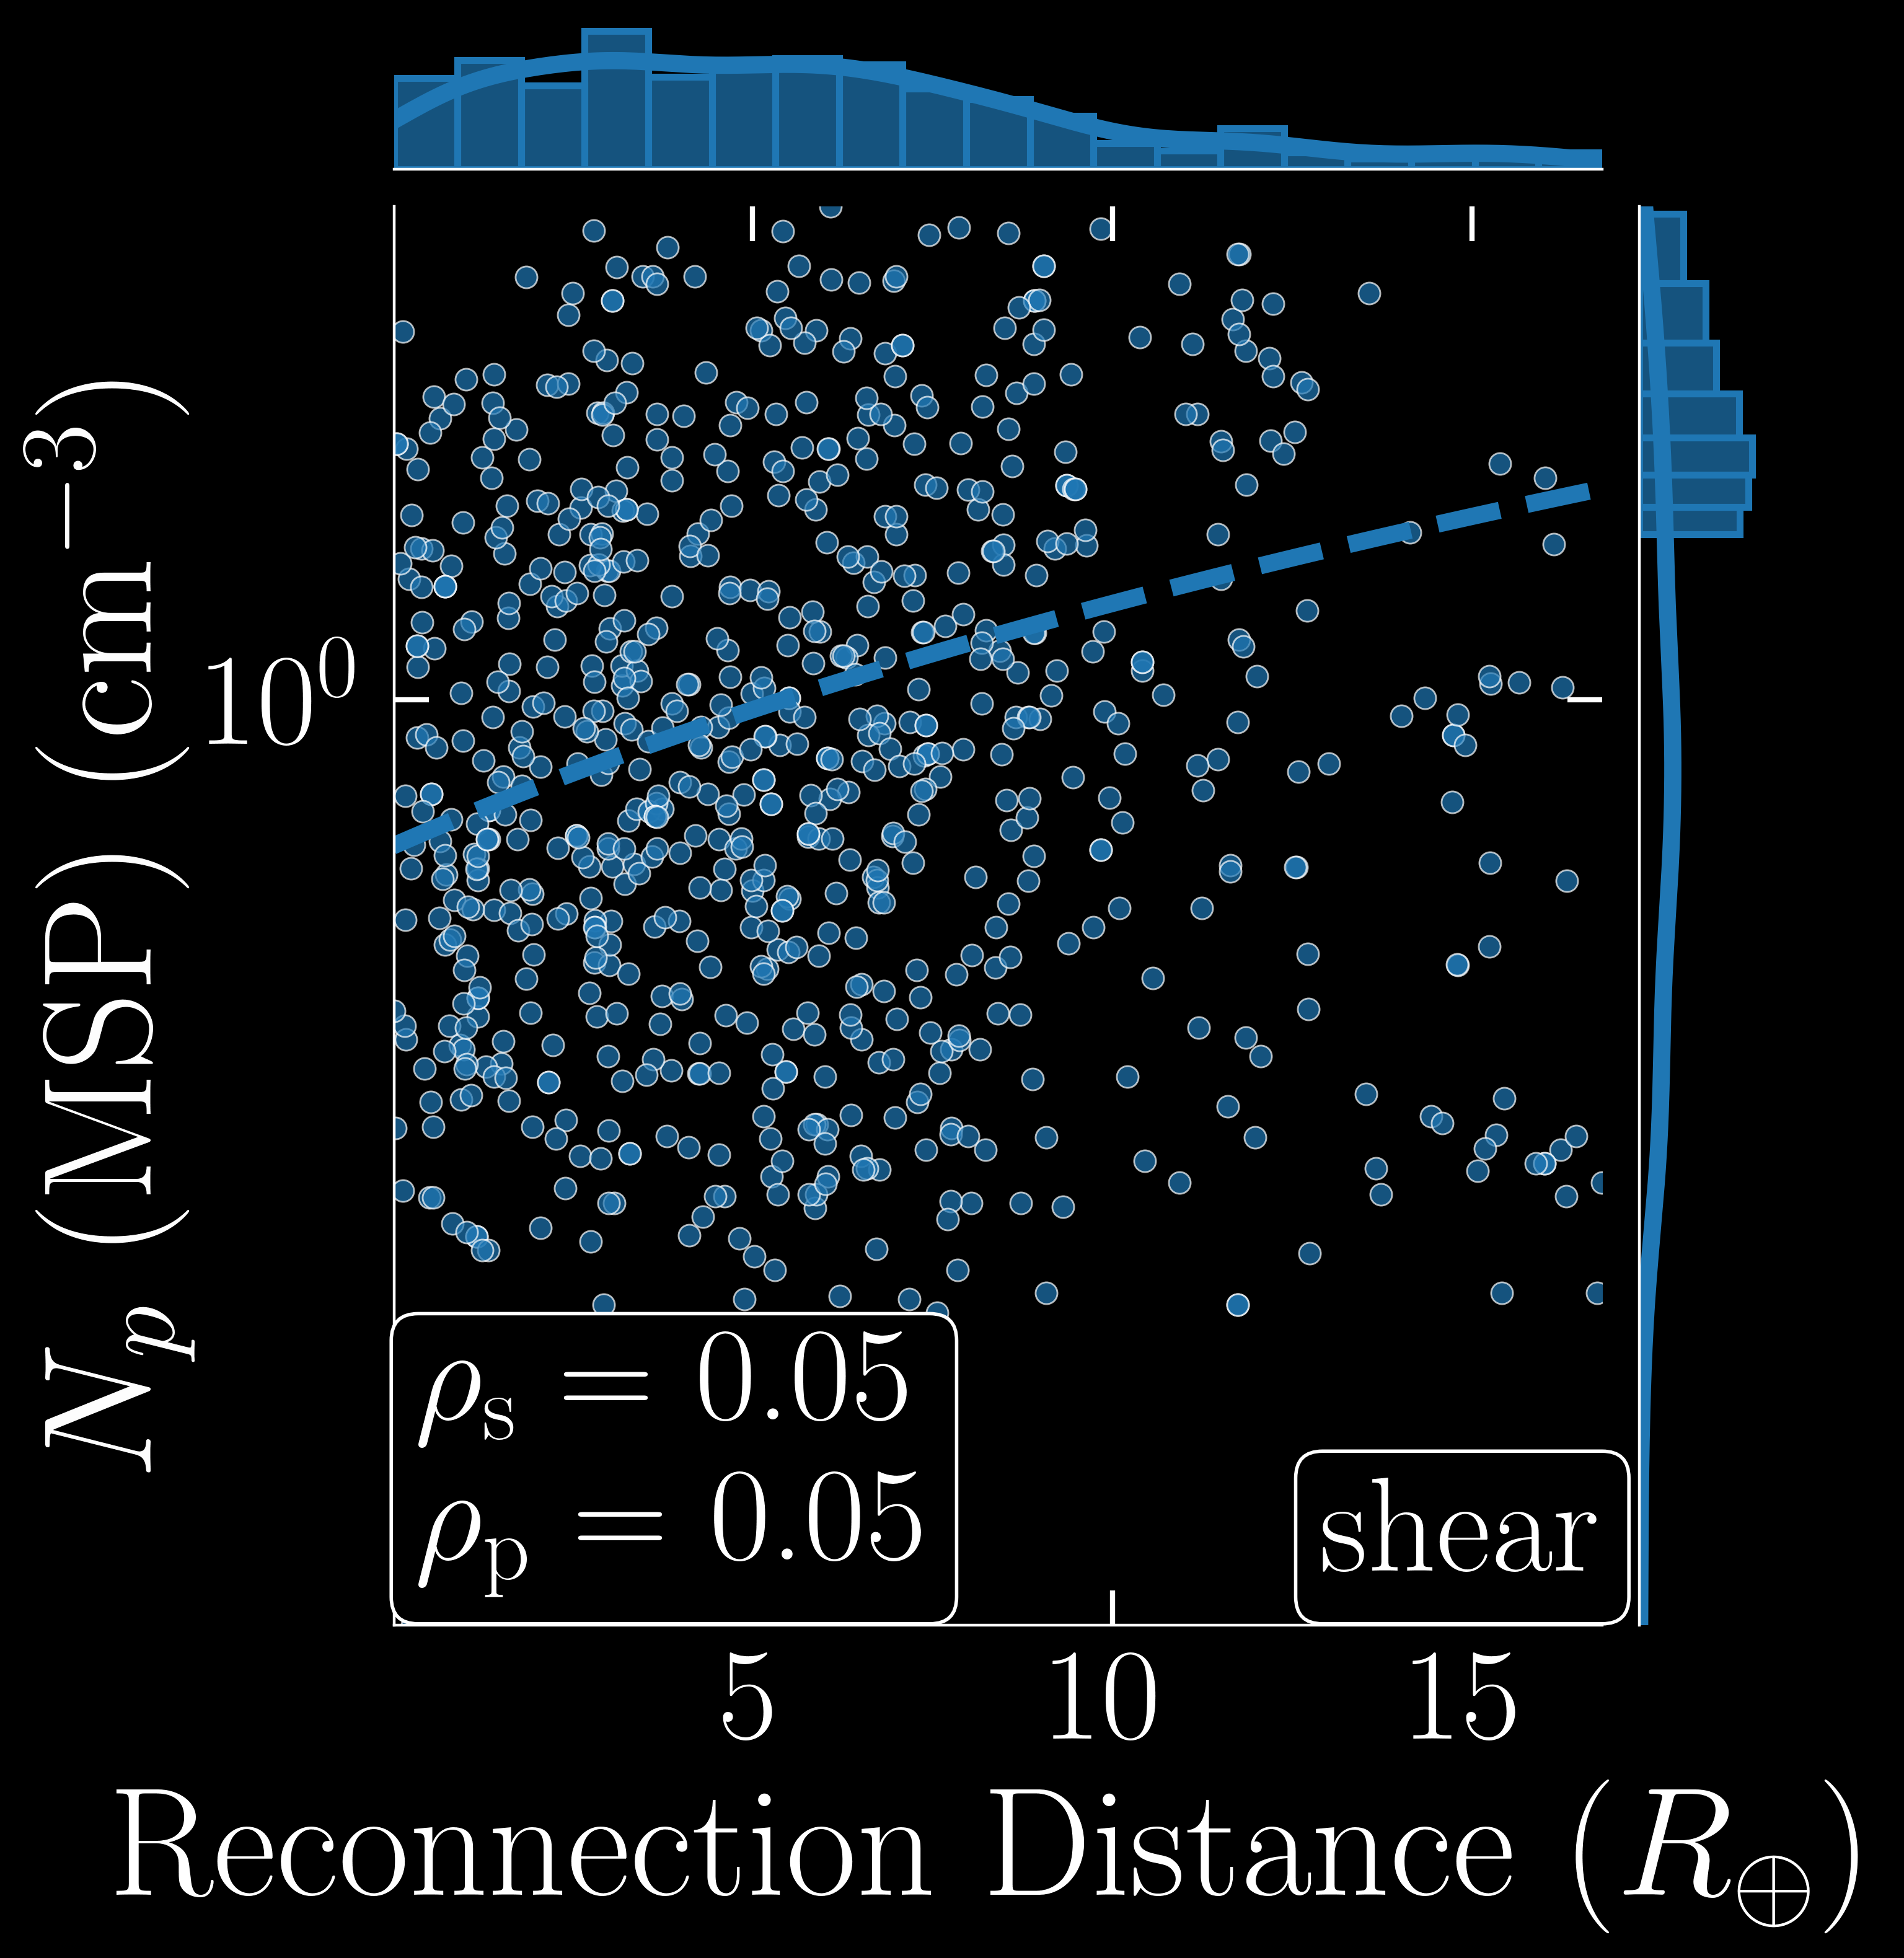 N_p (MSP) (cm^−3)
10^0
ρ_s = 0.05
ρ_p = 0.05
shear
5 10 15
Reconnection Distance (R_⊕)